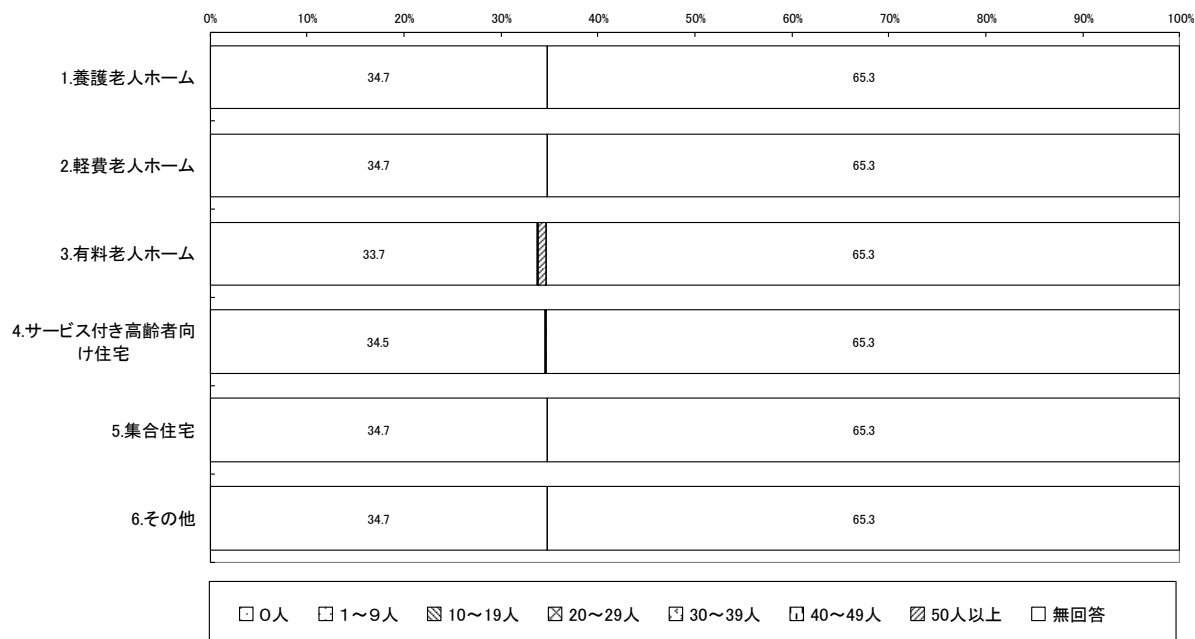 0% 10% 20% 30% 40% 50% 60% 70% 80% 90% 100%
1.養護老人ホーム 34.7 65.3
2.軽費老人ホーム 34.7 65.3
3.有料老人ホーム 33.7 65.3
4.サービス付き高齢者向
け住宅 34.5 65.3
5.集合住宅 34.7 65.3
6.その他 34.7 65.3
0人 1~9人 10~19人 20~29人 30~39人 40~49人 50人以上 無回答